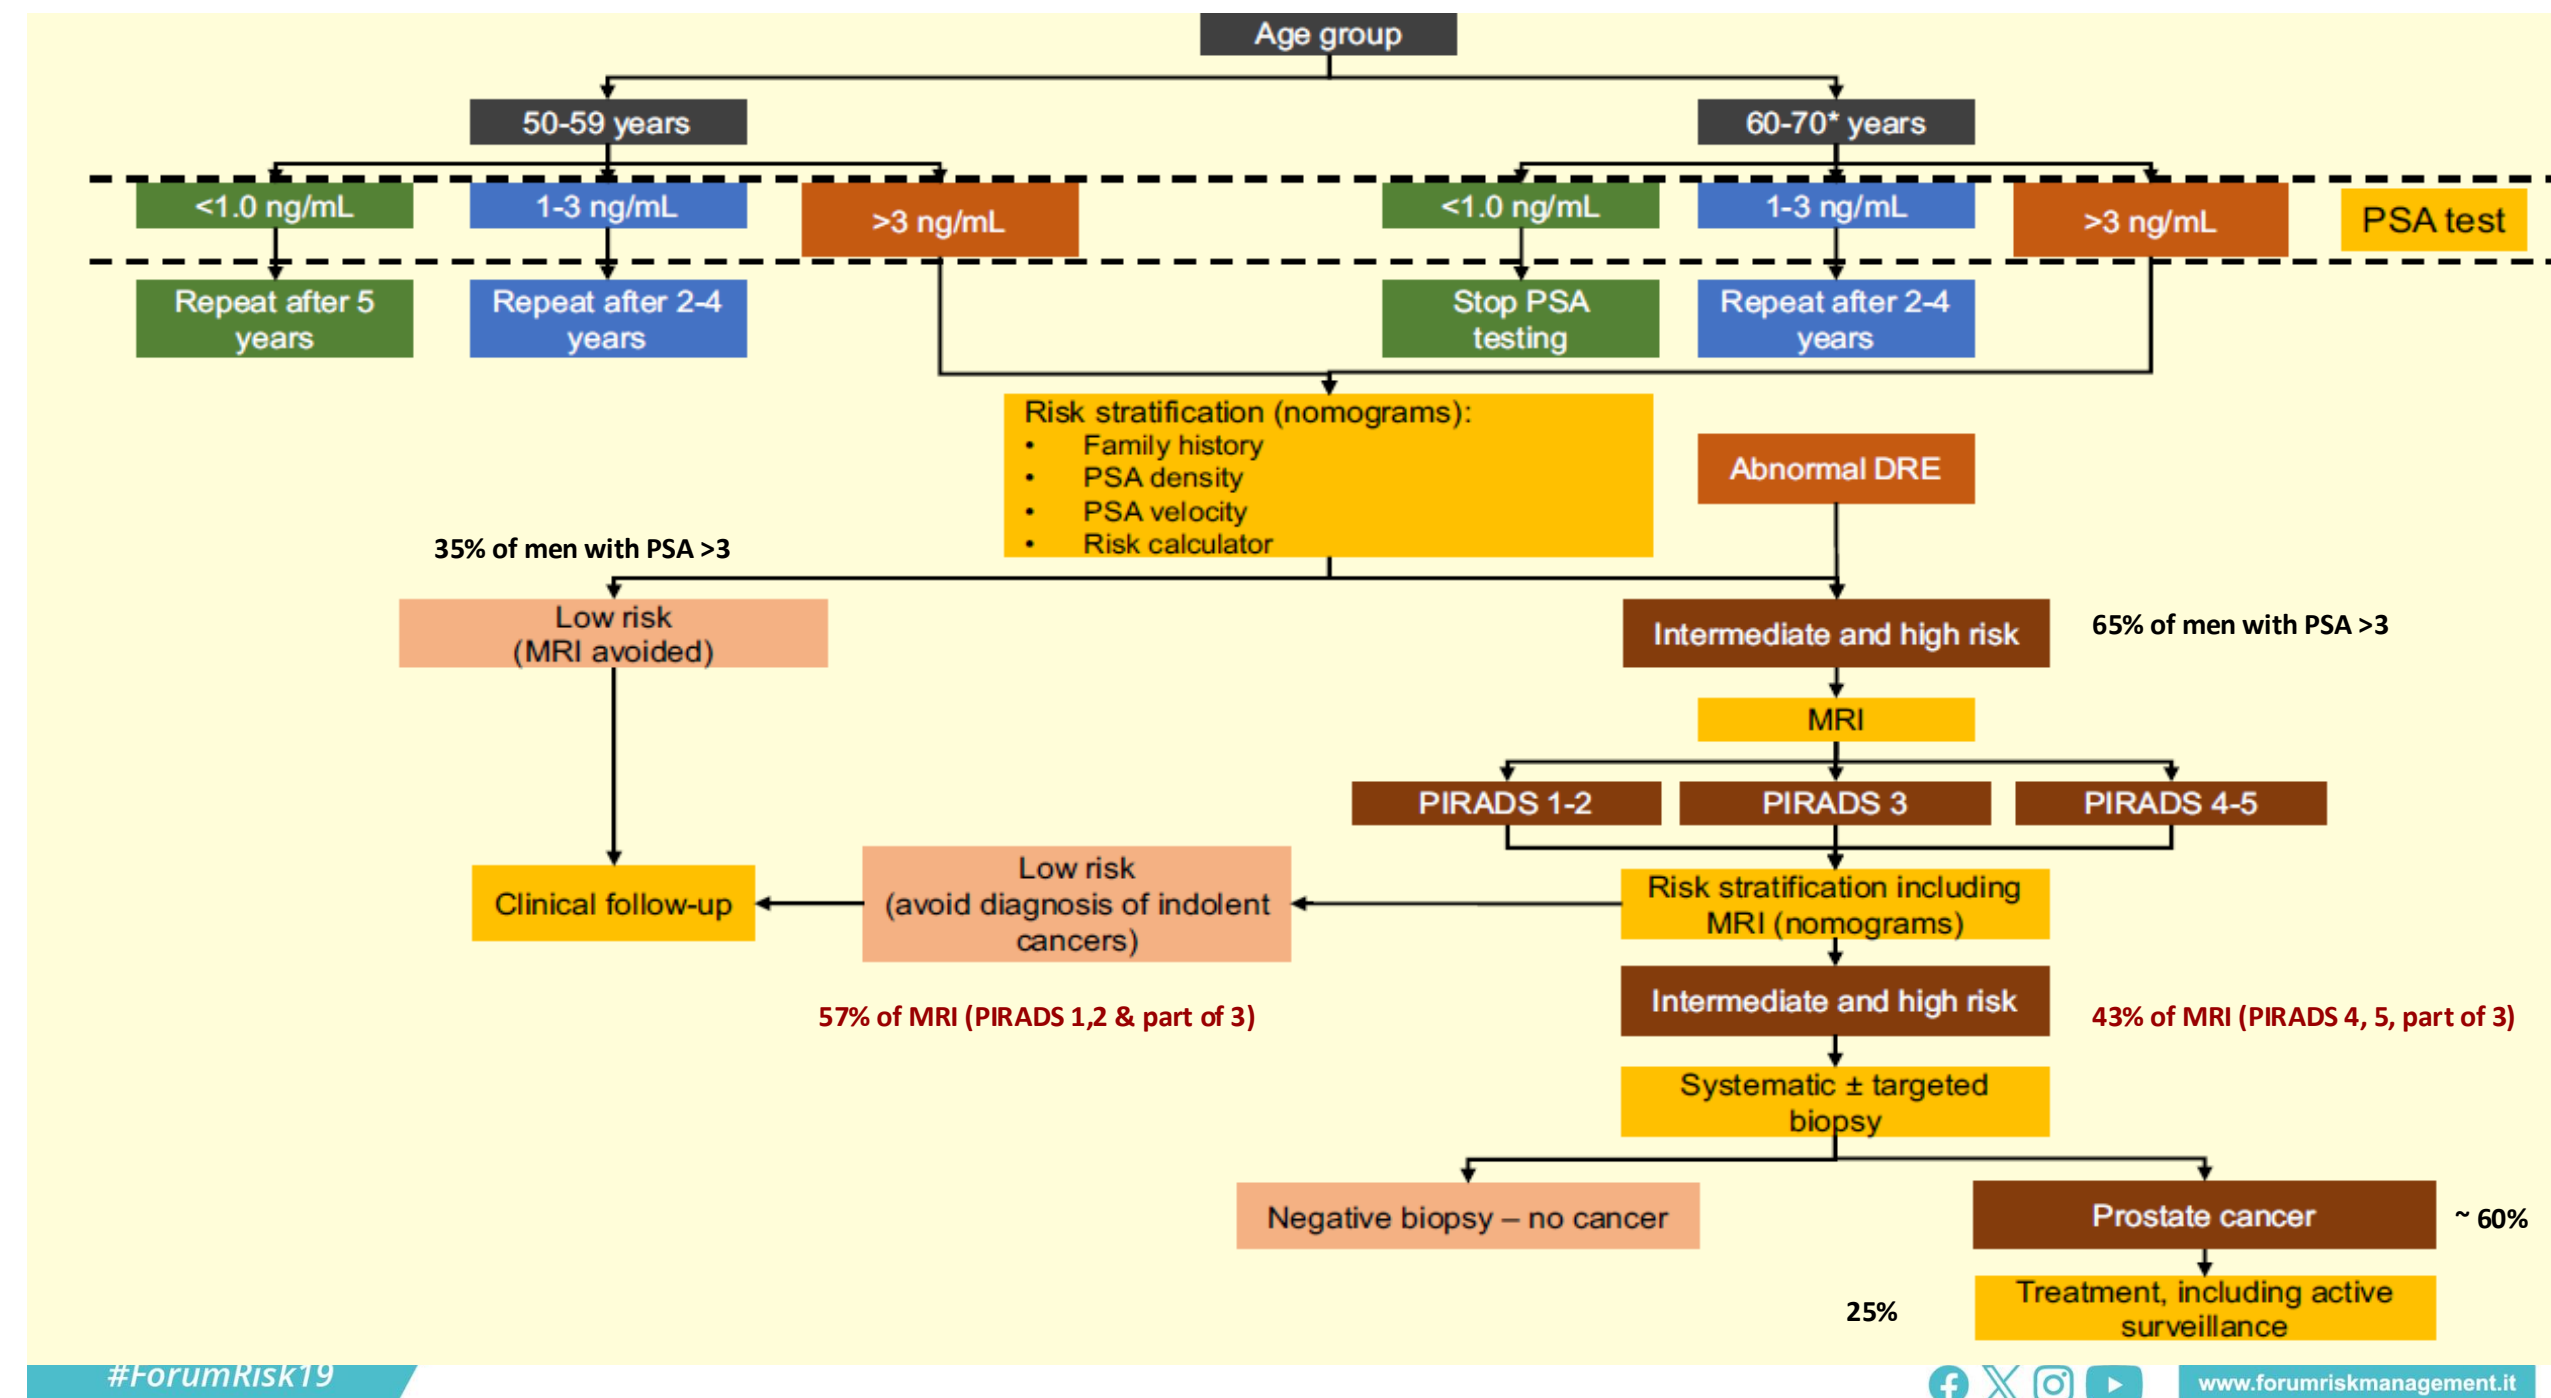 Age group
50-59 years
60-70* years
<1.0 ng/mL
1-3 ng/mL
>3 ng/mL
<1.0 ng/mL
1-3 ng/mL
>3 ng/mL
PSA test
Repeat after 5
years
Repeat after 2-4
years
Stop PSA
testing
Repeat after 2-4
years
Risk stratification (nomograms):
• Family history
• PSA density
• PSA velocity
• Risk calculator
Abnormal DRE
35% of men with PSA >3
Low risk
(MRI avoided)
Intermediate and high risk
65% of men with PSA >3
MRI
PIRADS 1-2
PIRADS 3
PIRADS 4-5
Clinical follow-up
Low risk
(avoid diagnosis of indolent
cancers)
Risk stratification including
MRI (nomograms)
57% of MRI (PIRADS 1,2 & part of 3)
Intermediate and high risk
43% of MRI (PIRADS 4, 5, part of 3)
Systematic ± targeted
biopsy
Negative biopsy – no cancer
Prostate cancer
~ 60%
25%
Treatment, including active
surveillance
#ForumRisk19
www.forumriskmanagement.it